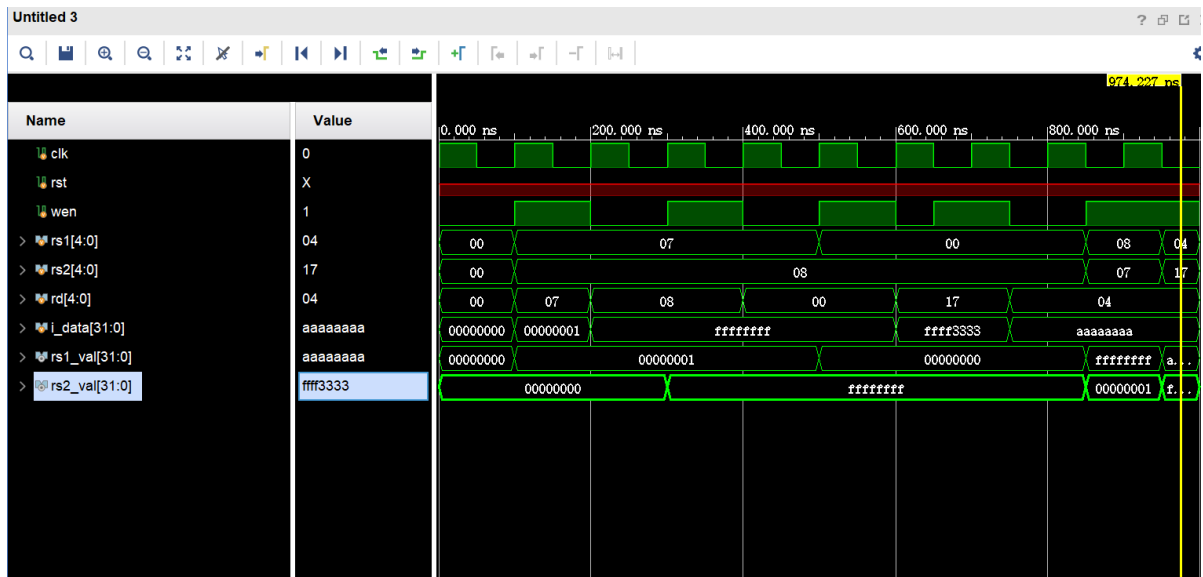 Untitled 3
974.227 ns
Name Value
0.000 ns 200.000 ns 400.000 ns 600.000 ns 800.000 ns
clk 0
rst X
wen 1
> rs1[4:0] 04 00 07 00 08 04
> rs2[4:0] 17 00 08 07 17
> rd[4:0] 04 00 07 08 00 17 04
> i_data[31:0] aaaaaaaa 00000000 00000001 ffffffff ffff3333 aaaaaaaa
> rs1_val[31:0] aaaaaaaa 00000000 00000001 00000000 ffffffff a...
> rs2_val[31:0] ffff3333 00000000 ffffffff 00000001 f...